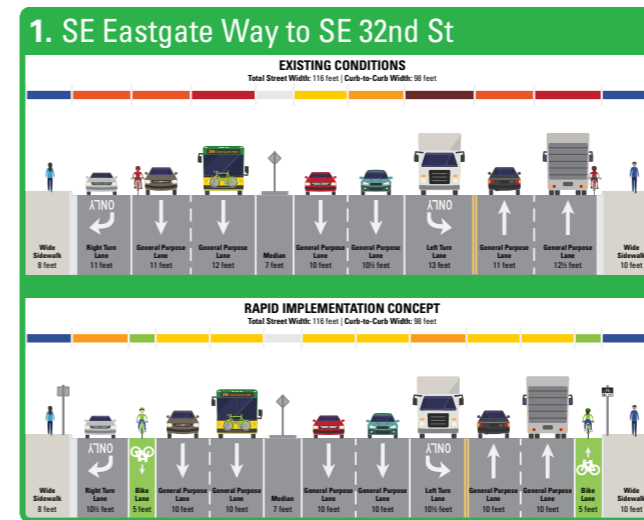 1. SE Eastgate Way to SE 32nd St
EXISTING CONDITIONS
Total Street Width: 116 feet | Curb-to-Curb Width: 98 feet
ONLY
ONLY
Wide Sidewalk 8 feet
Right Turn Lane 11 feet
General Purpose Lane 11 feet
General Purpose Lane 12 feet
Median 7 feet
General Purpose Lane 10 feet
General Purpose Lane 10½ feet
Left Turn Lane 13 feet
General Purpose Lane 11 feet
General Purpose Lane 12½ feet
Wide Sidewalk 10 feet
RAPID IMPLEMENTATION CONCEPT
Total Street Width: 116 feet | Curb-to-Curb Width: 98 feet
ONLY
ONLY
Wide Sidewalk 8 feet
Right Turn Lane 10½ feet
Bike Lane 5 feet
General Purpose Lane 10 feet
General Purpose Lane 10 feet
Median 7 feet
General Purpose Lane 10 feet
General Purpose Lane 10 feet
Left Turn Lane 10½ feet
General Purpose Lane 10 feet
General Purpose Lane 10 feet
Bike Lane 5 feet
Wide Sidewalk 10 feet